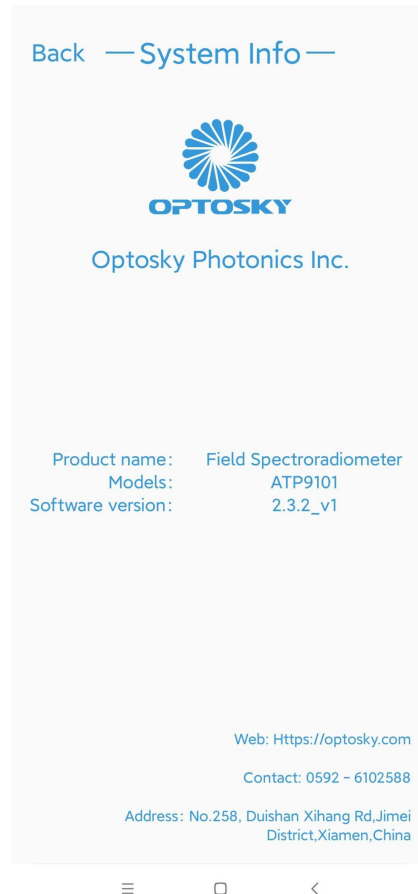 Back — System Info —
OPTOSKY
Optosky Photonics Inc.
Product name: Field Spectroradiometer
Models: ATP9101
Software version: 2.3.2_v1
Web: Https://optosky.com
Contact: 0592 - 6102588
Address: No.258, Duishan Xihang Rd,Jimei
District,Xiamen,China